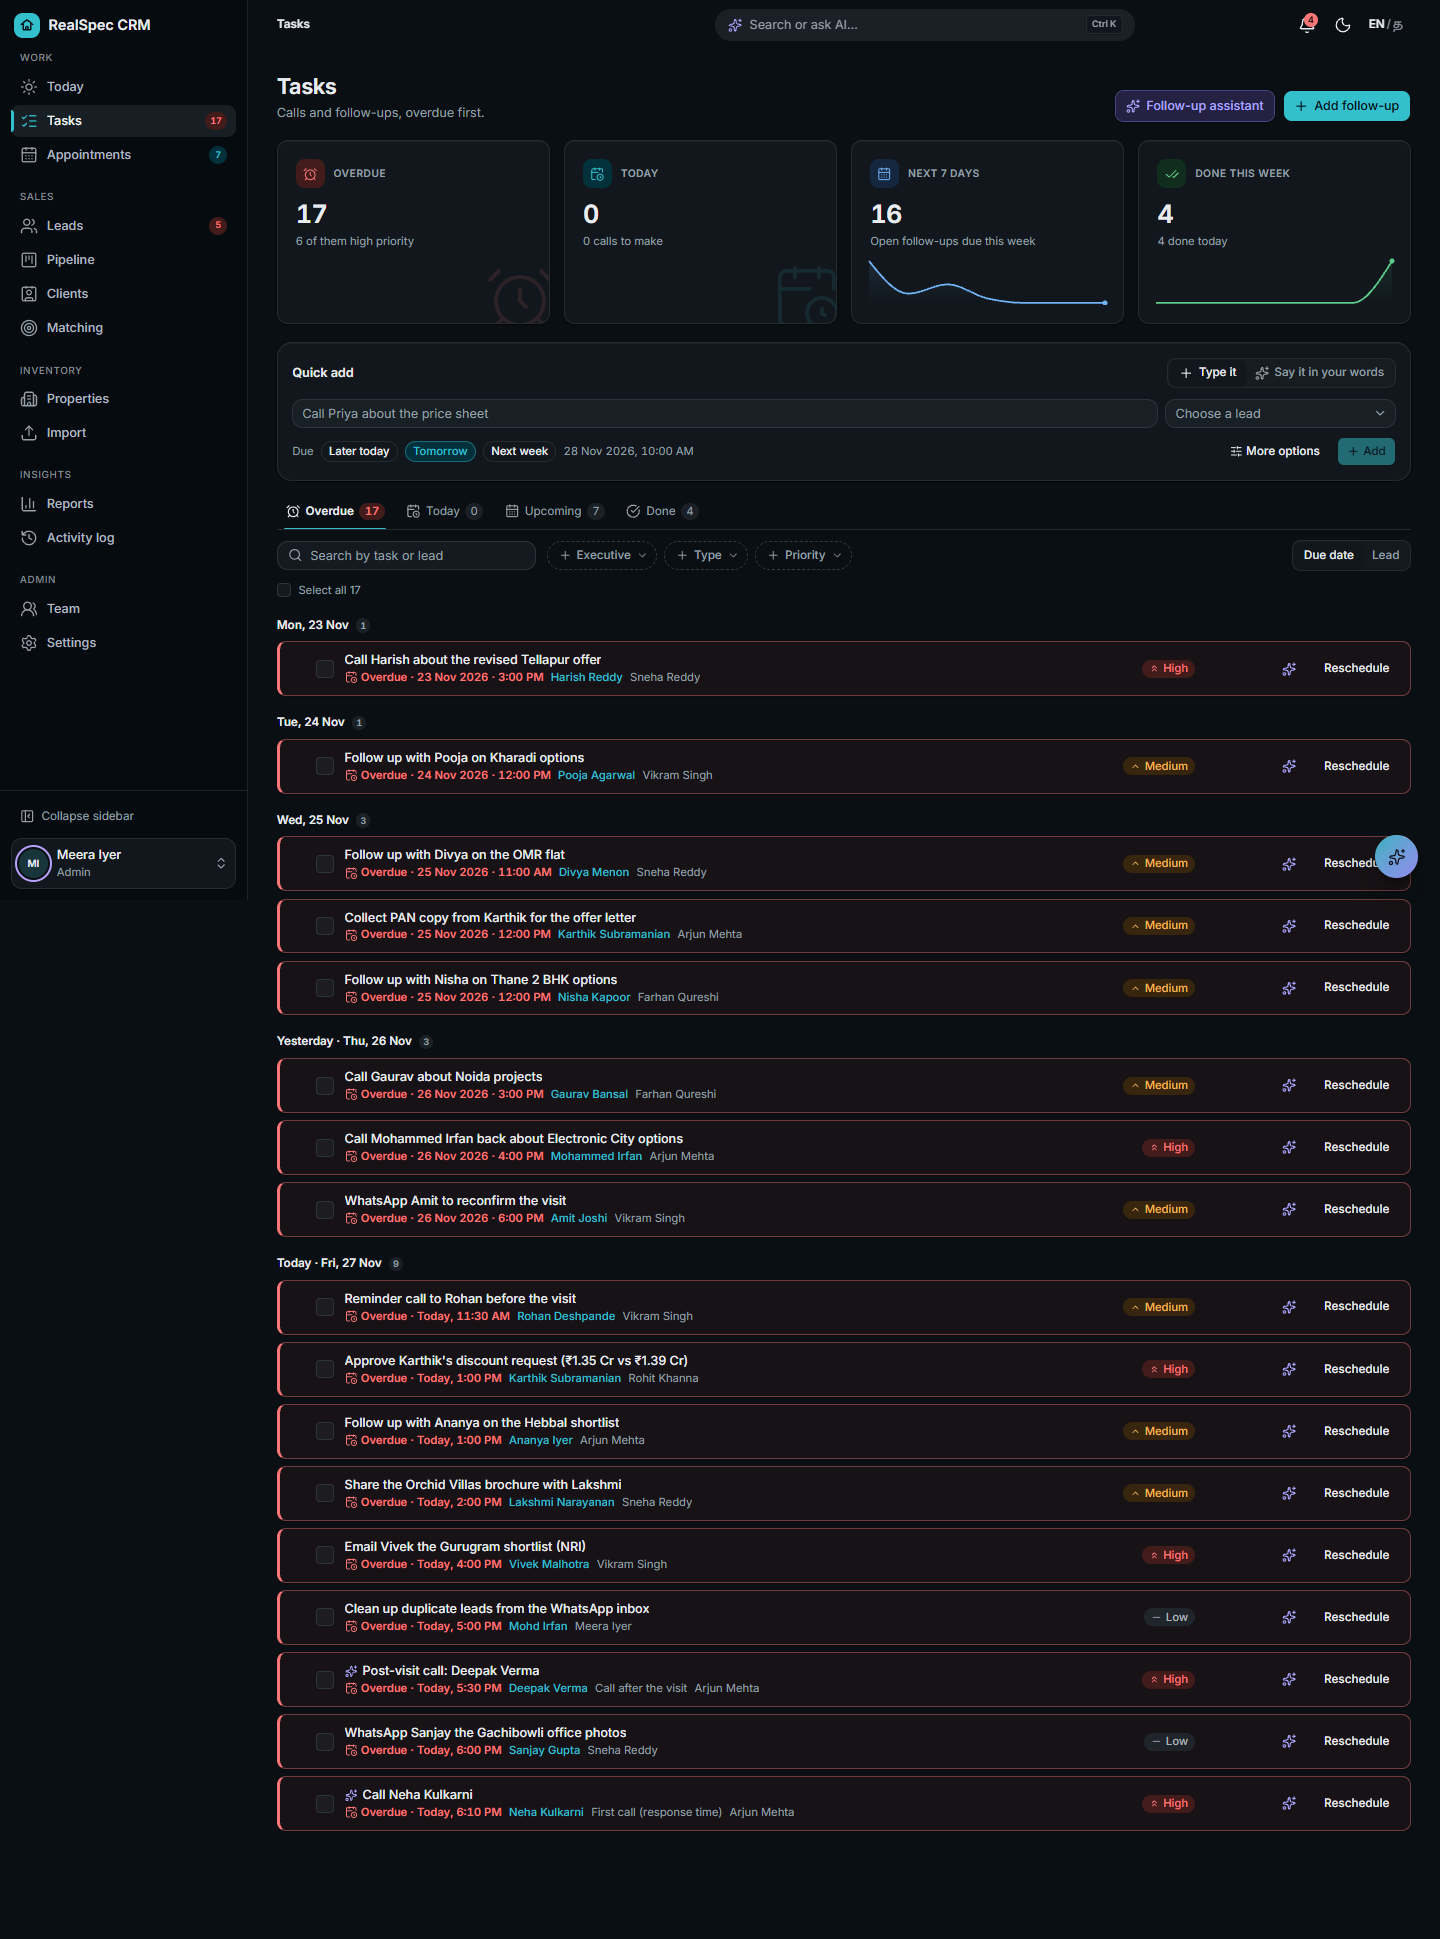 RealSpec CRM
WORK
Today
Tasks 17
Appointments 7
SALES
Leads 5
Pipeline
Clients
Matching
INVENTORY
Properties
Import
INSIGHTS
Reports
Activity log
ADMIN
Team
Settings
Collapse sidebar
MI Meera Iyer
Admin
Tasks
Search or ask AI... Ctrl K
4
EN / த
Tasks
Calls and follow-ups, overdue first.
Follow-up assistant
Add follow-up
OVERDUE
17
6 of them high priority
TODAY
0
0 calls to make
NEXT 7 DAYS
16
Open follow-ups due this week
DONE THIS WEEK
4
4 done today
Quick add
Type it Say it in your words
Call Priya about the price sheet
Choose a lead
Due Later today Tomorrow Next week 28 Nov 2026, 10:00 AM
More options
Add
Overdue 17 Today 0 Upcoming 7 Done 4
Search by task or lead
Executive Type Priority
Due date Lead
Select all 17
Mon, 23 Nov 1
Call Harish about the revised Tellapur offer
Overdue · 23 Nov 2026 · 3:00 PM Harish Reddy Sneha Reddy
High Reschedule
Tue, 24 Nov 1
Follow up with Pooja on Kharadi options
Overdue · 24 Nov 2026 · 12:00 PM Pooja Agarwal Vikram Singh
Medium Reschedule
Wed, 25 Nov 3
Follow up with Divya on the OMR flat
Overdue · 25 Nov 2026 · 11:00 AM Divya Menon Sneha Reddy
Medium Reschedu
Collect PAN copy from Karthik for the offer letter
Overdue · 25 Nov 2026 · 12:00 PM Karthik Subramanian Arjun Mehta
Medium Reschedule
Follow up with Nisha on Thane 2 BHK options
Overdue · 25 Nov 2026 · 12:00 PM Nisha Kapoor Farhan Qureshi
Medium Reschedule
Yesterday · Thu, 26 Nov 3
Call Gaurav about Noida projects
Overdue · 26 Nov 2026 · 3:00 PM Gaurav Bansal Farhan Qureshi
Medium Reschedule
Call Mohammed Irfan back about Electronic City options
Overdue · 26 Nov 2026 · 4:00 PM Mohammed Irfan Arjun Mehta
High Reschedule
WhatsApp Amit to reconfirm the visit
Overdue · 26 Nov 2026 · 6:00 PM Amit Joshi Vikram Singh
Medium Reschedule
Today · Fri, 27 Nov 9
Reminder call to Rohan before the visit
Overdue · Today, 11:30 AM Rohan Deshpande Vikram Singh
Medium Reschedule
Approve Karthik's discount request (₹1.35 Cr vs ₹1.39 Cr)
Overdue · Today, 1:00 PM Karthik Subramanian Rohit Khanna
High Reschedule
Follow up with Ananya on the Hebbal shortlist
Overdue · Today, 1:00 PM Ananya Iyer Arjun Mehta
Medium Reschedule
Share the Orchid Villas brochure with Lakshmi
Overdue · Today, 2:00 PM Lakshmi Narayanan Sneha Reddy
Medium Reschedule
Email Vivek the Gurugram shortlist (NRI)
Overdue · Today, 4:00 PM Vivek Malhotra Vikram Singh
High Reschedule
Clean up duplicate leads from the WhatsApp inbox
Overdue · Today, 5:00 PM Mohd Irfan Meera Iyer
Low Reschedule
Post-visit call: Deepak Verma
Overdue · Today, 5:30 PM Deepak Verma Call after the visit Arjun Mehta
High Reschedule
WhatsApp Sanjay the Gachibowli office photos
Overdue · Today, 6:00 PM Sanjay Gupta Sneha Reddy
Low Reschedule
Call Neha Kulkarni
Overdue · Today, 6:10 PM Neha Kulkarni First call (response time) Arjun Mehta
High Reschedule